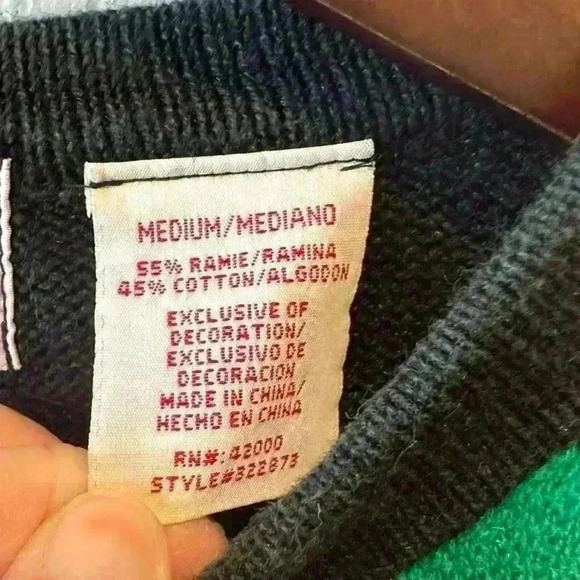 MEDIUM/MEDIANO
55% RAMIE/RAMINA
45% COTTON/ALGODON
EXCLUSIVE OF
DECORATION/
EXCLUSIVO DE
DECORACION
MADE IN CHINA/
HECHO EN CHINA
RN#:42000
STYLE#322873